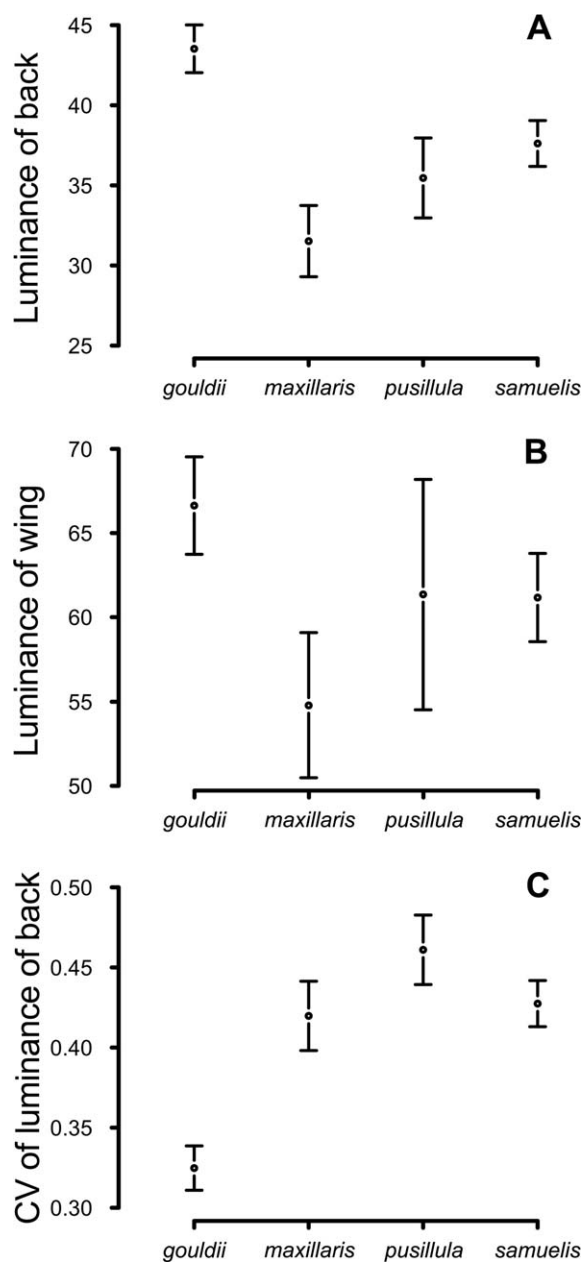 A
Luminance of back
45
40
35
30
25
gouldii maxillaris pusillula samuelis
B
Luminance of wing
70
65
60
55
50
gouldii maxillaris pusillula samuelis
C
CV of luminance of back
0.50
0.45
0.40
0.35
0.30
gouldii maxillaris pusillula samuelis